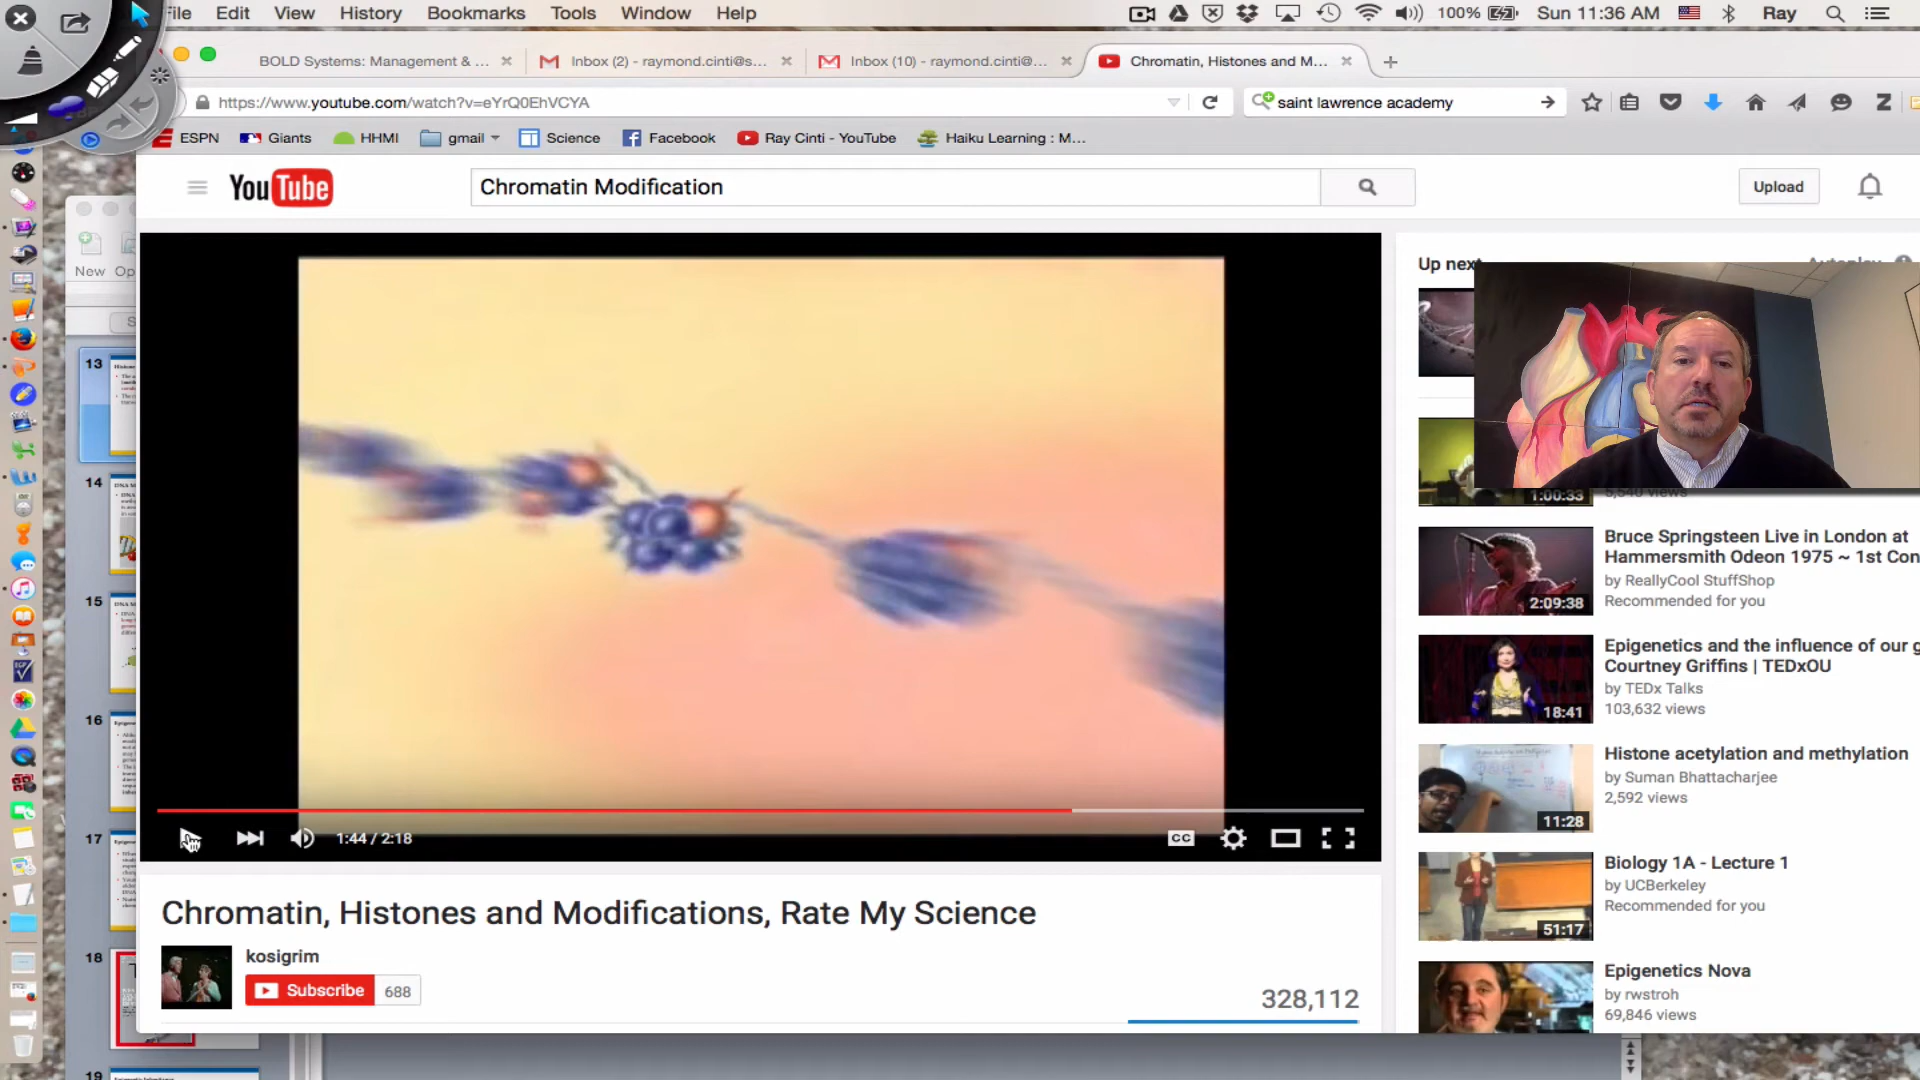 File Edit View History Bookmarks Tools Window Help
100% Sun 11:36 AM Ray
BOLD Systems: Management & ...
Inbox (2) - raymond.cinti@s...
Inbox (10) - raymond.cinti@...
Chromatin, Histones and M...
https://www.youtube.com/watch?v=eYrQ0EhVCYA
saint lawrence academy
ESPN Giants HHMI gmail Science Facebook Ray Cinti - YouTube Haiku Learning : M...
YouTube
Chromatin Modification
Upload
New Op
13
14
15
16
17
18
19
Up next
1:00:33
Bruce Springsteen Live in London at
Hammersmith Odeon 1975 ~ 1st Con
by ReallyCool StuffShop
Recommended for you
2:09:38
Epigenetics and the influence of our g
Courtney Griffins | TEDxOU
by TEDx Talks
103,632 views
18:41
Histone acetylation and methylation
by Suman Bhattacharjee
2,592 views
11:28
Biology 1A - Lecture 1
by UCBerkeley
Recommended for you
51:17
Epigenetics Nova
by rwstroh
69,846 views
1:44 / 2:18
CC
Chromatin, Histones and Modifications, Rate My Science
kosigrim
Subscribe 688
328,112